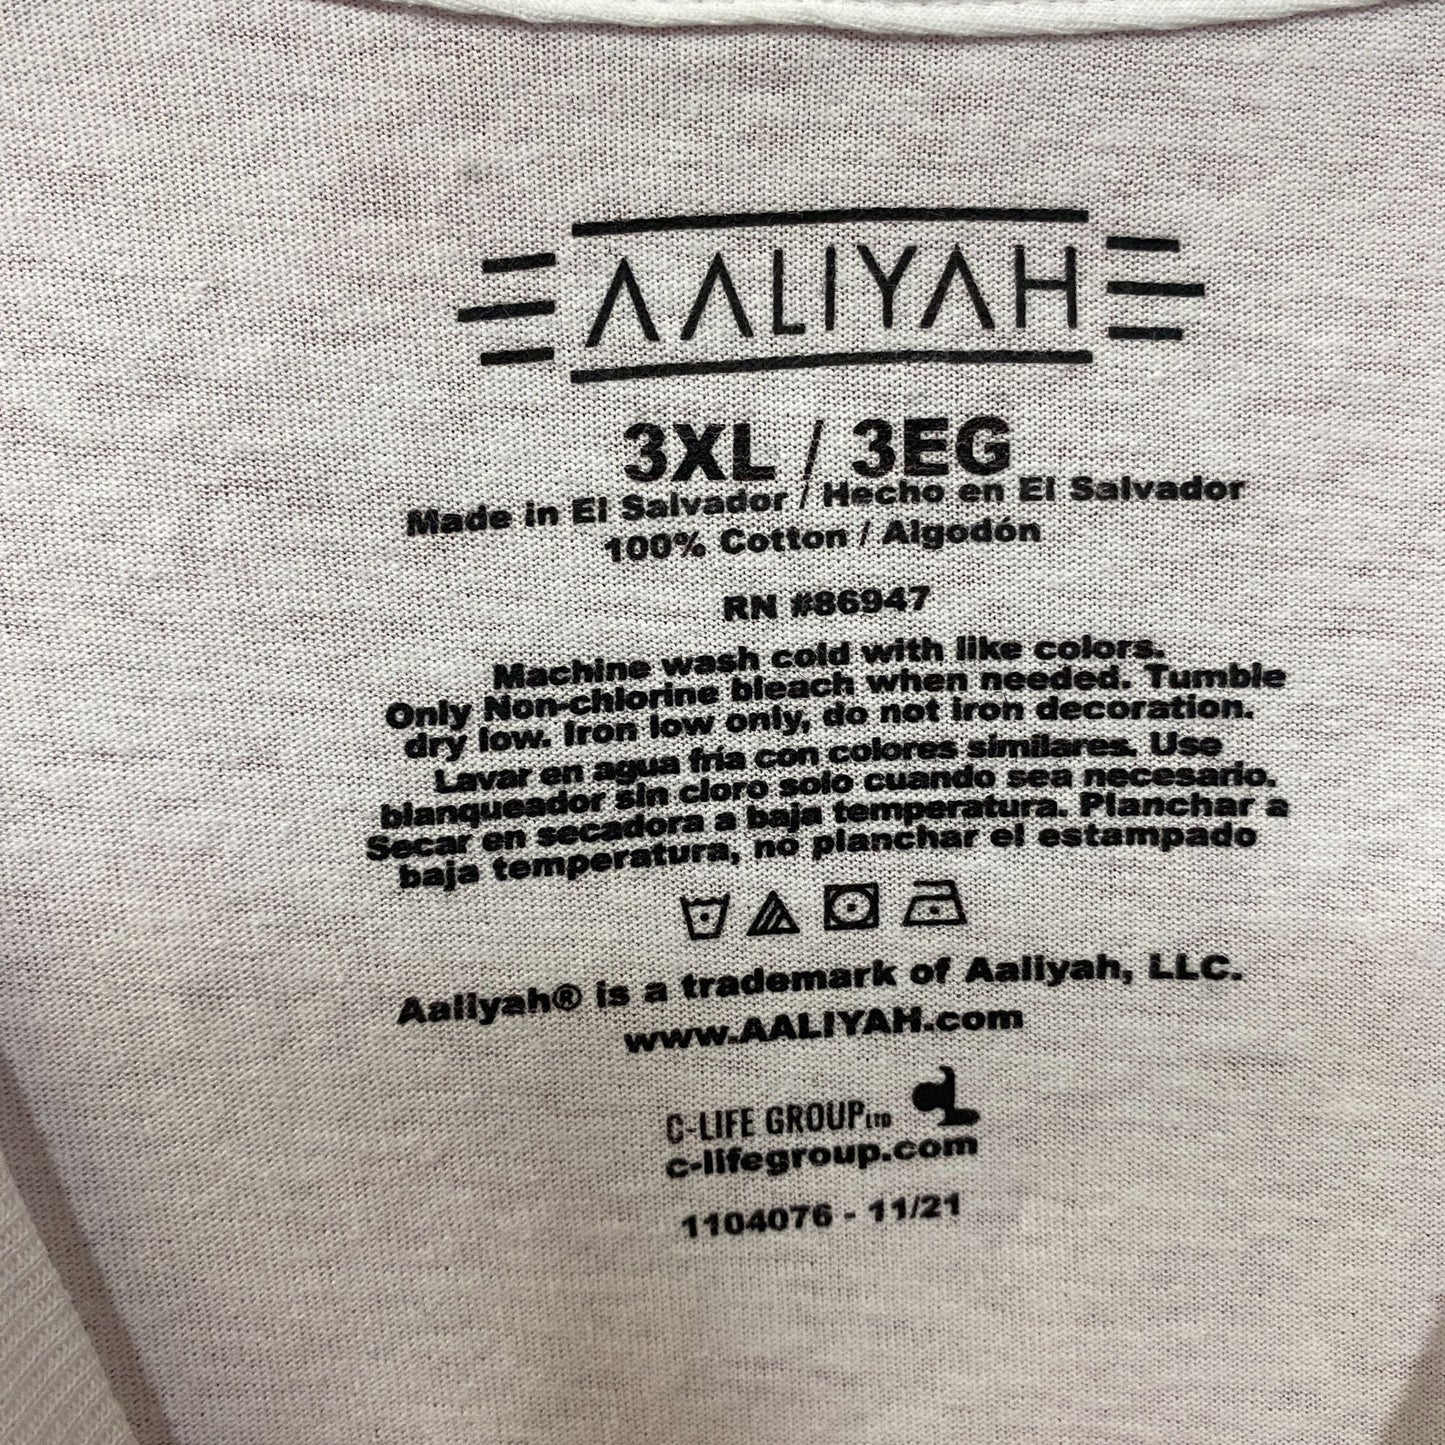 AALIYAH
3XL / 3EG
Made in El Salvador / Hecho en El Salvador
100% Cotton / Algodón
RN #86947
Machine wash cold with like colors.
Only Non-chlorine bleach when needed. Tumble
dry low. Iron low only, do not iron decoration.
Lavar en agua fría con colores similares. Use
blanqueador sin cloro solo cuando sea necesario.
Secar en secadora a baja temperatura. Planchar a
baja temperatura, no planchar el estampado
Aaliyah® is a trademark of Aaliyah, LLC.
www.AALIYAH.com
C-LIFE GROUP LTD
c-lifegroup.com
1104076 - 11/21